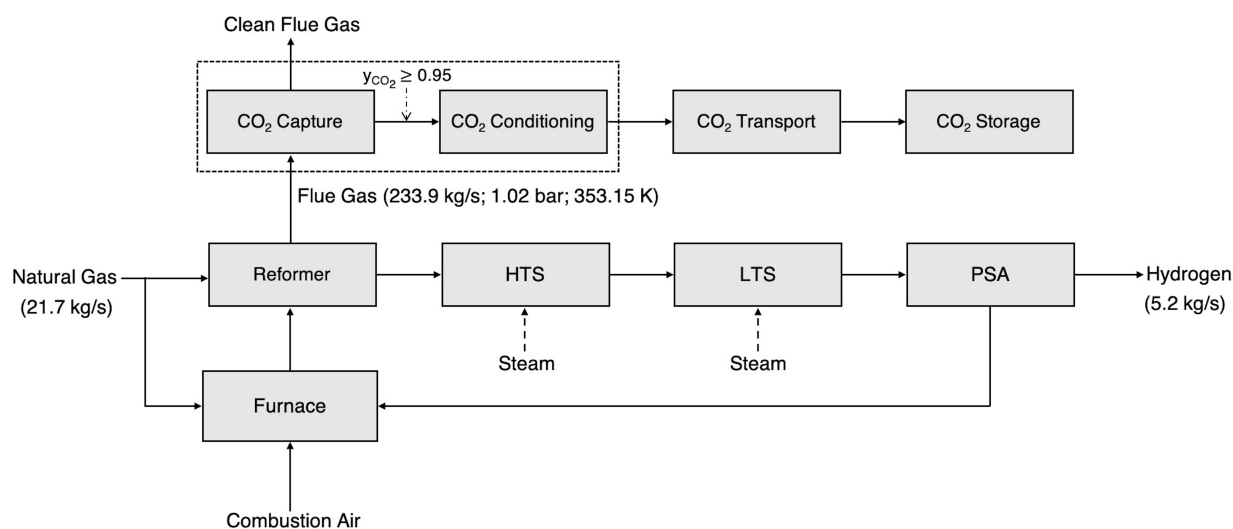 Clean Flue Gas
y_CO₂ ≥ 0.95
CO₂ Capture
CO₂ Conditioning
CO₂ Transport
CO₂ Storage
Flue Gas (233.9 kg/s; 1.02 bar; 353.15 K)
Natural Gas
(21.7 kg/s)
Reformer
HTS
LTS
PSA
Hydrogen
(5.2 kg/s)
Steam
Steam
Furnace
Combustion Air